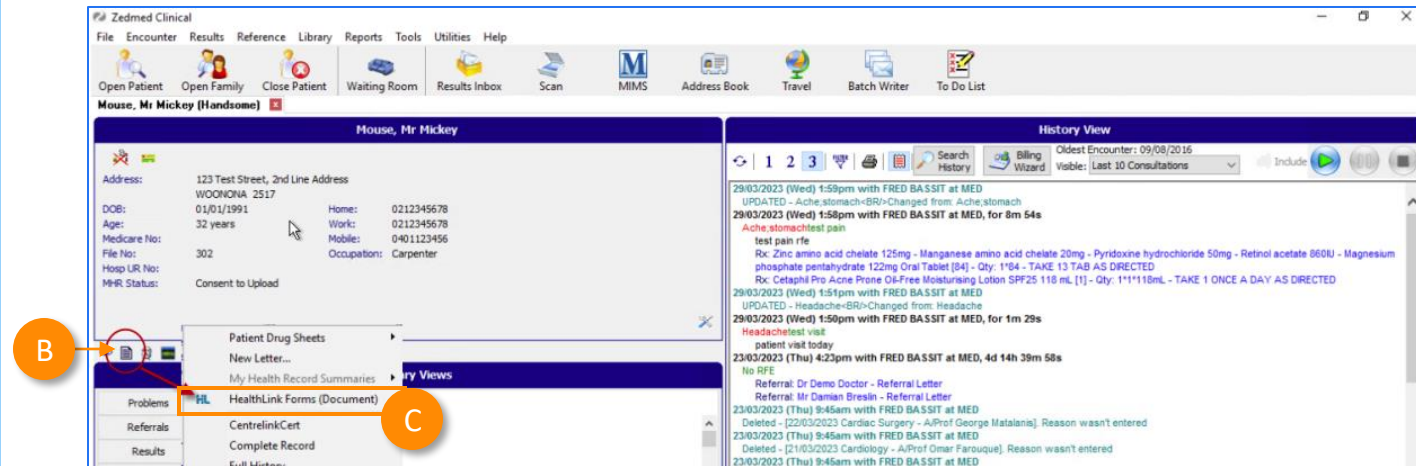 Zedmed Clinical
File Encounter Results Reference Library Reports Tools Utilities Help
Open Patient Open Family Close Patient Waiting Room Results Inbox Scan MIMS Address Book Travel Batch Writer To Do List
Mouse, Mr Mickey (Handsome)
Mouse, Mr Mickey
Address: 123 Test Street, 2nd Line Address
WOONONA 2517
DOB: 01/01/1991 Home: 0212345678
Age: 32 years Work: 0212345678
Medicare No: Mobile: 0401123456
File No: 302 Occupation: Carpenter
Hosp UR No:
MHR Status: Consent to Upload
B
Patient Drug Sheets
New Letter...
My Health Record Summaries
ry Views
HL HealthLink Forms (Document)
C
CentrelinkCert
Complete Record
Full History
Problems
Referrals
Results
History View
1 2 3 Search History Billing Wizard Oldest Encounter: 09/08/2016
Visible: Last 10 Consultations Include
29/03/2023 (Wed) 1:59pm with FRED BASSIT at MED
UPDATED - Ache;stomach<BR/>Changed from: Ache;stomach
29/03/2023 (Wed) 1:58pm with FRED BASSIT at MED, for 8m 54s
Ache;stomachtest pain
test pain rfe
Rx: Zinc amino acid chelate 125mg - Manganese amino acid chelate 20mg - Pyridoxine hydrochloride 50mg - Retinol acetate 860IU - Magnesium
phosphate pentahydrate 122mg Oral Tablet [84] - Qty: 1*84 - TAKE 13 TAB AS DIRECTED
Rx: Cetaphil Pro Acne Prone Oil-Free Moisturising Lotion SPF25 118 mL [1] - Qty: 1*1*118mL - TAKE 1 ONCE A DAY AS DIRECTED
29/03/2023 (Wed) 1:51pm with FRED BASSIT at MED
UPDATED - Headache<BR/>Changed from: Headache
29/03/2023 (Wed) 1:50pm with FRED BASSIT at MED, for 1m 29s
Headachetest visit
patient visit today
23/03/2023 (Thu) 4:23pm with FRED BASSIT at MED, 4d 14h 39m 58s
No RFE
Referral: Dr Demo Doctor - Referral Letter
Referral: Mr Damian Breslin - Referral Letter
23/03/2023 (Thu) 9:45am with FRED BASSIT at MED
Deleted - [22/03/2023 Cardiac Surgery - A/Prof George Matalanis]. Reason wasn't entered
23/03/2023 (Thu) 9:45am with FRED BASSIT at MED
Deleted - [21/03/2023 Cardiology - A/Prof Omar Farouque]. Reason wasn't entered
23/03/2023 (Thu) 9:45am with FRED BASSIT at MED